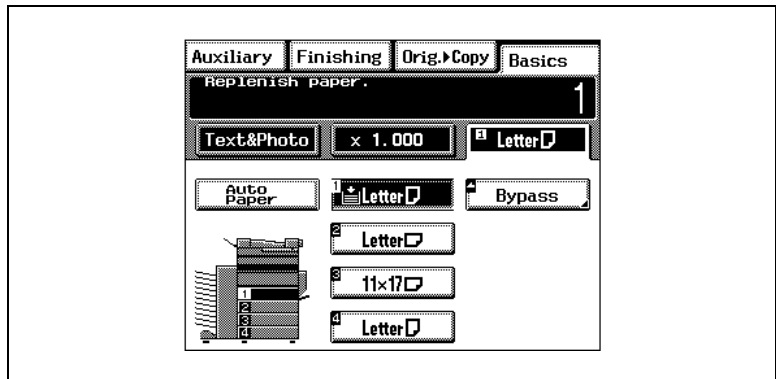 Auxiliary Finishing Orig.▸Copy Basics
Replenish paper.
1
Text&Photo × 1.000 1 Letter
Auto Paper 1 Letter Bypass
2 Letter
3 11×17
4 Letter
1
2
3
4